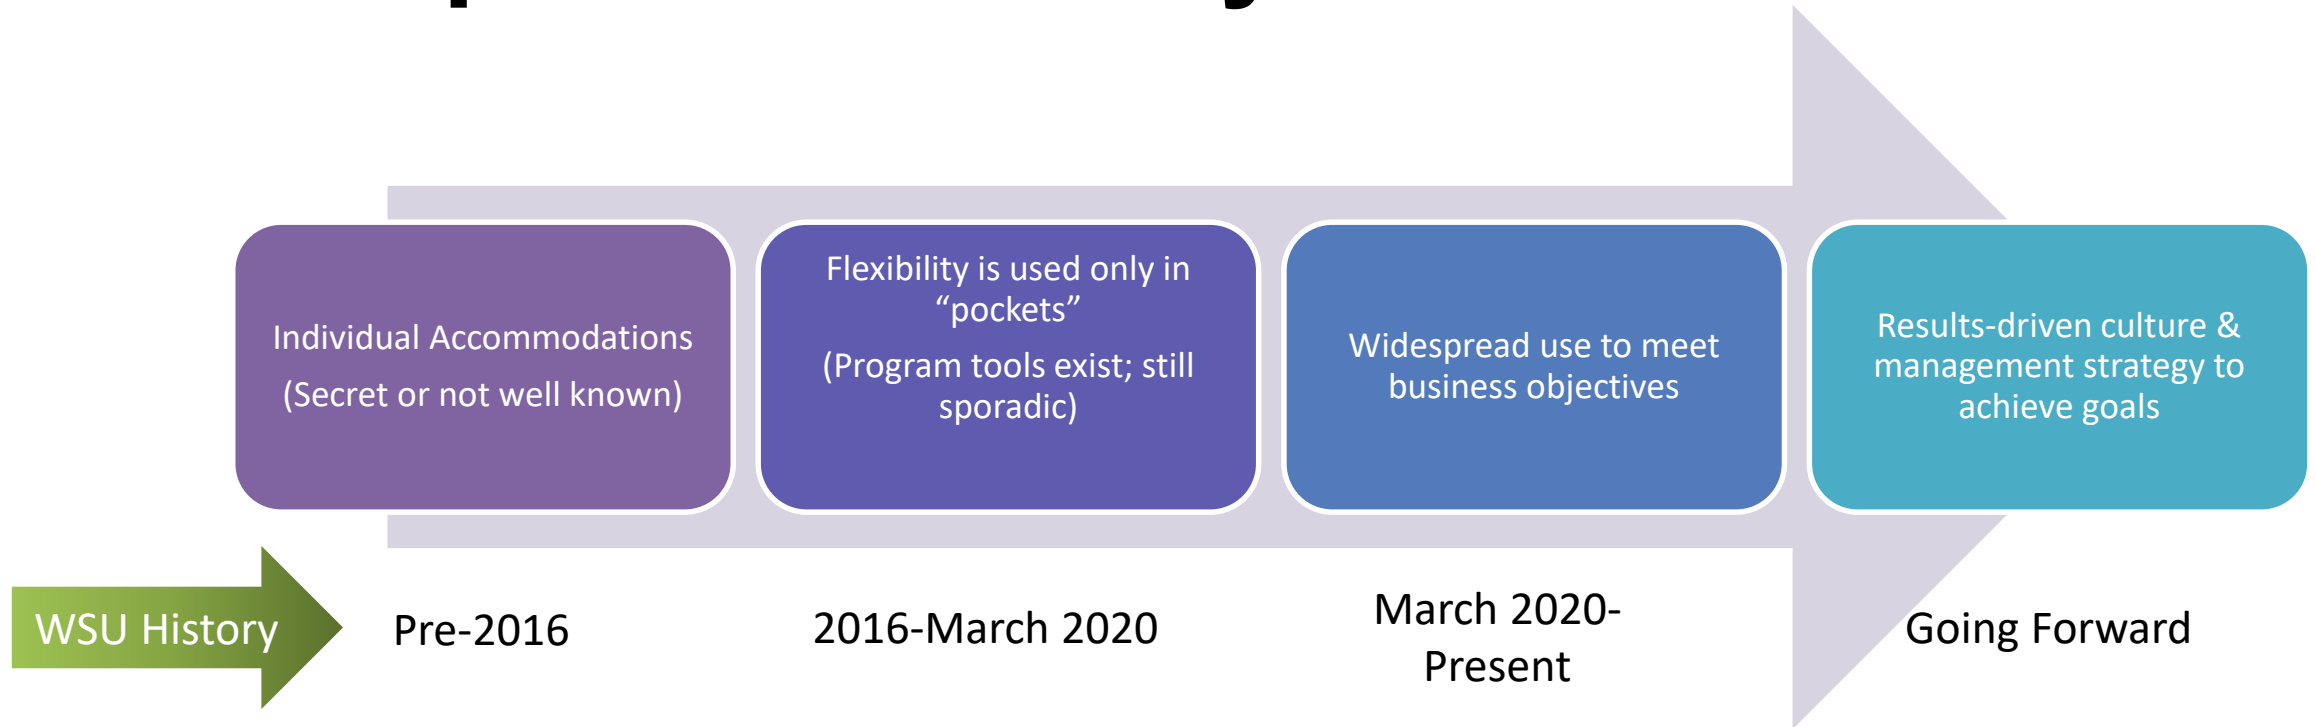 Individual Accommodations
(Secret or not well known)
Flexibility is used only in
“pockets”
(Program tools exist; still
sporadic)
Widespread use to meet
business objectives
Results-driven culture &
management strategy to
achieve goals
WSU History
Pre-2016
2016-March 2020
March 2020-
Present
Going Forward